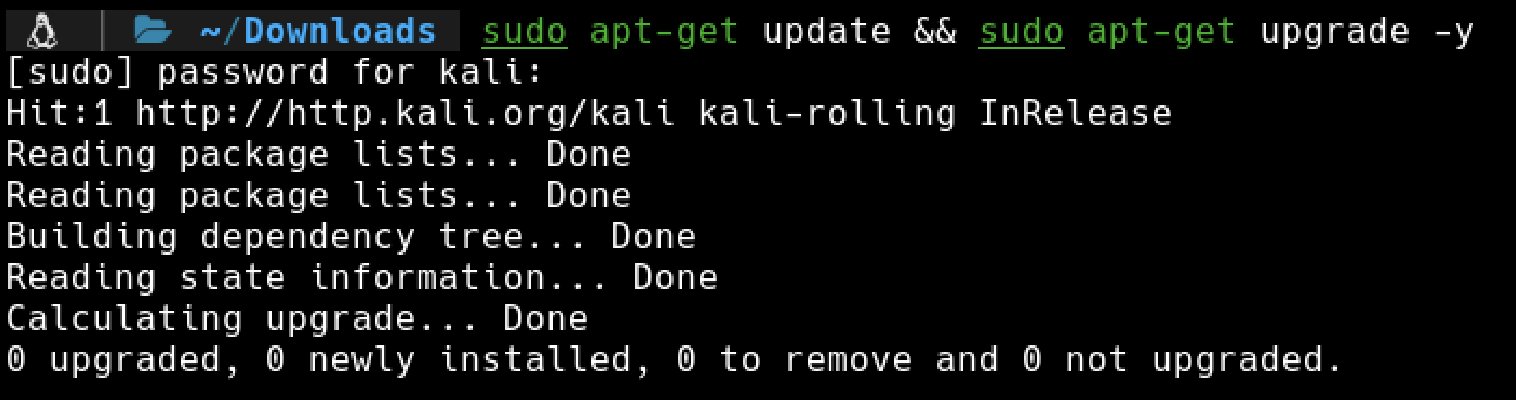 ~/Downloads sudo apt-get update && sudo apt-get upgrade -y
[sudo] password for kali:
Hit:1 http://http.kali.org/kali kali-rolling InRelease
Reading package lists... Done
Reading package lists... Done
Building dependency tree... Done
Reading state information... Done
Calculating upgrade... Done
0 upgraded, 0 newly installed, 0 to remove and 0 not upgraded.